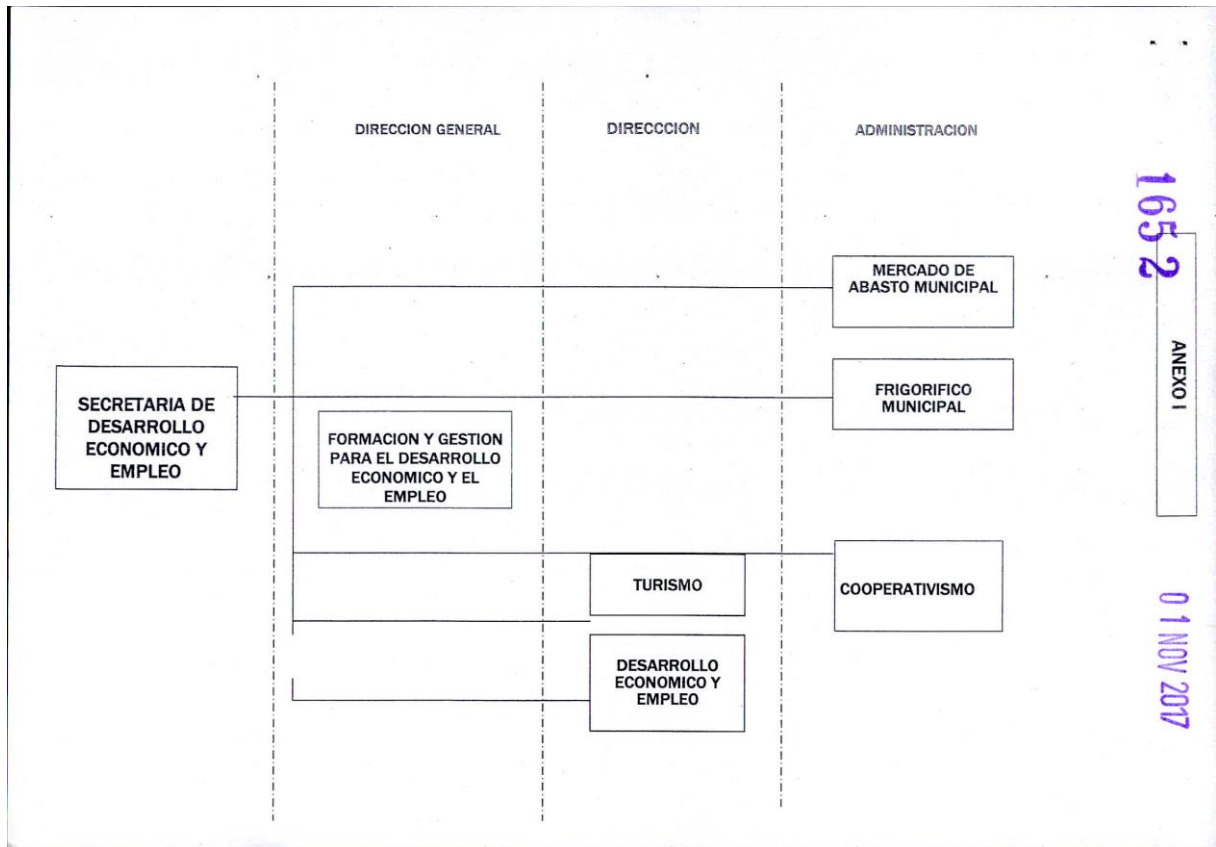 DIRECCION GENERAL
DIRECCCION
ADMINISTRACION
MERCADO DE
ABASTO MUNICIPAL
FRIGORIFICO
MUNICIPAL
SECRETARIA DE
DESARROLLO
ECONOMICO Y
EMPLEO
FORMACION Y GESTION
PARA EL DESARROLLO
ECONOMICO Y EL
EMPLEO
TURISMO
COOPERATIVISMO
DESARROLLO
ECONOMICO Y
EMPLEO
1652
ANEXO I
01 NOV 2017